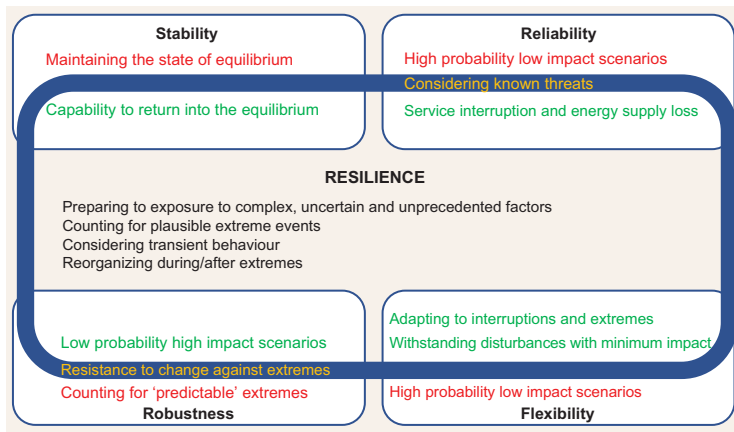 Stability
Maintaining the state of equilibrium
Capability to return into the equilibrium
Reliability
High probability low impact scenarios
Considering known threats
Service interruption and energy supply loss
RESILIENCE
Preparing to exposure to complex, uncertain and unprecedented factors
Counting for plausible extreme events
Considering transient behaviour
Reorganizing during/after extremes
Low probability high impact scenarios
Resistance to change against extremes
Counting for ‘predictable’ extremes
Robustness
Adapting to interruptions and extremes
Withstanding disturbances with minimum impact
High probability low impact scenarios
Flexibility